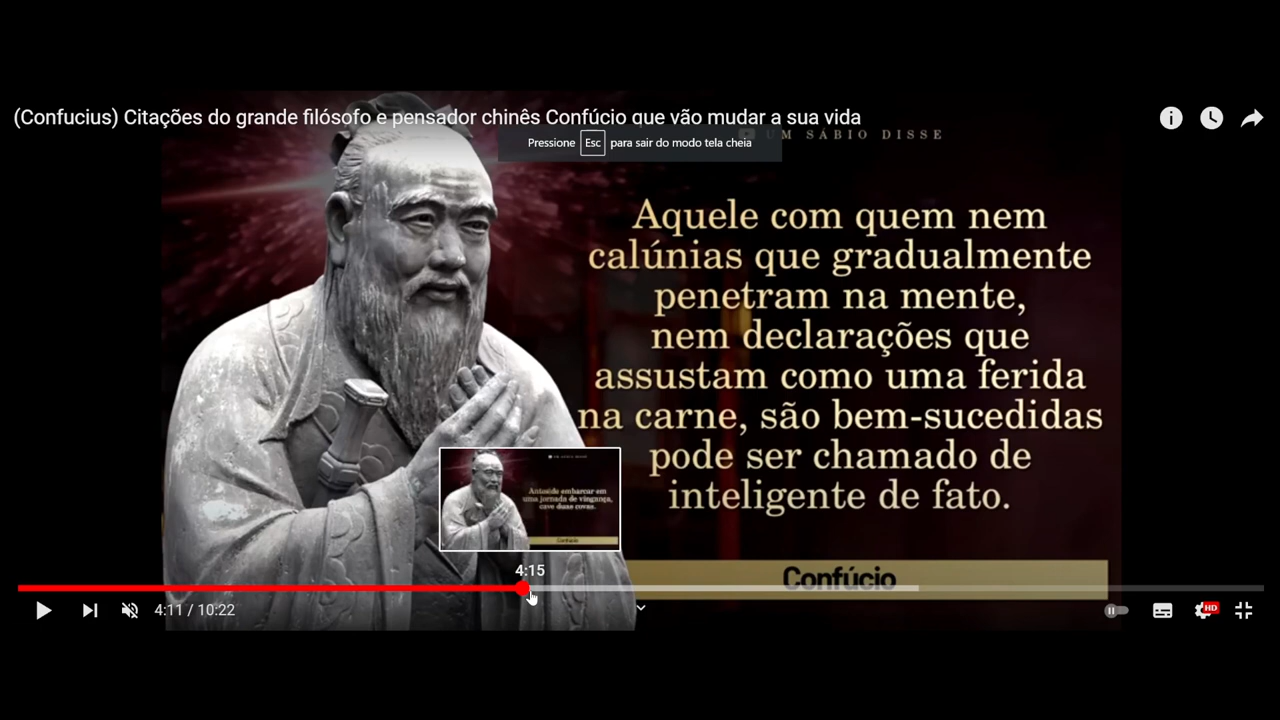 (Confucius) Citações do grande filósofo e pensador chinês Confúcio que vão mudar a sua vida
UM SÁBIO DISSE
Pressione Esc para sair do modo tela cheia
Aquele com quem nem
calúnias que gradualmente
penetram na mente,
nem declarações que
assustam como uma ferida
na carne, são bem-sucedidas
pode ser chamado de
inteligente de fato.
Antes de embarcar em
uma jornada de vingança,
cave duas covas.
Confúcio
4:15
Confúcio
4:11 / 10:22
HD